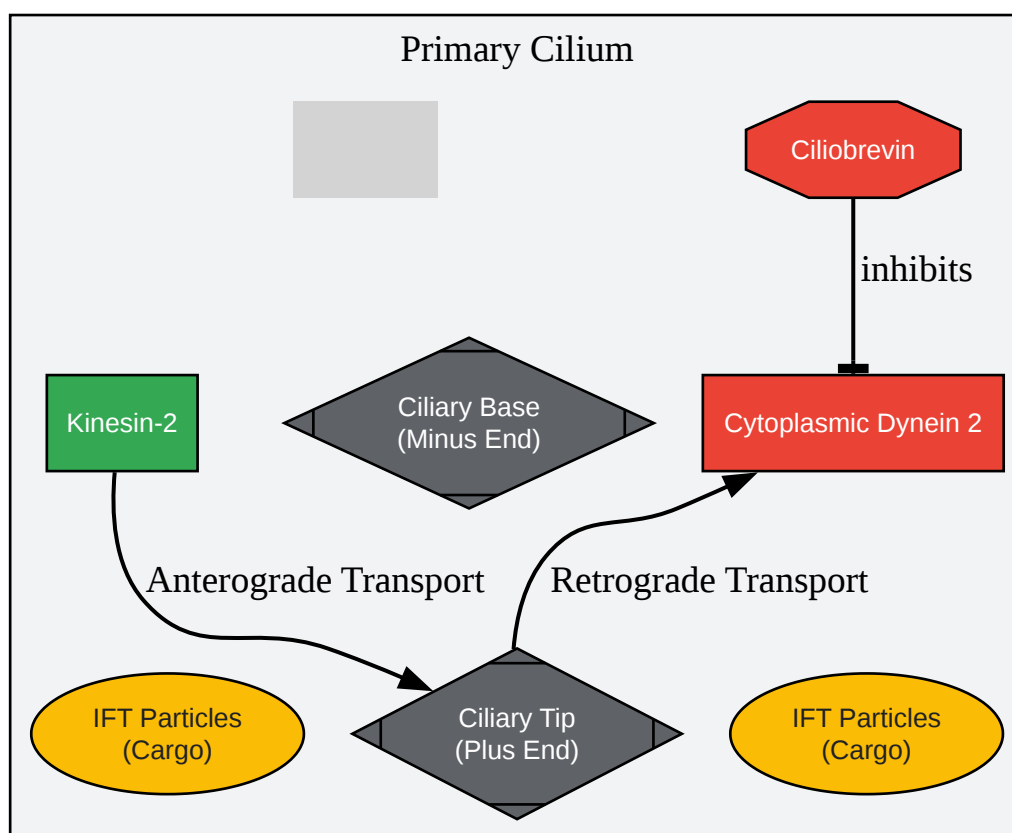 Primary Cilium
Ciliobrevin
inhibits
Kinesin-2
Ciliary Base
(Minus End)
Cytoplasmic Dynein 2
Anterograde Transport
Retrograde Transport
IFT Particles
(Cargo)
Ciliary Tip
(Plus End)
IFT Particles
(Cargo)